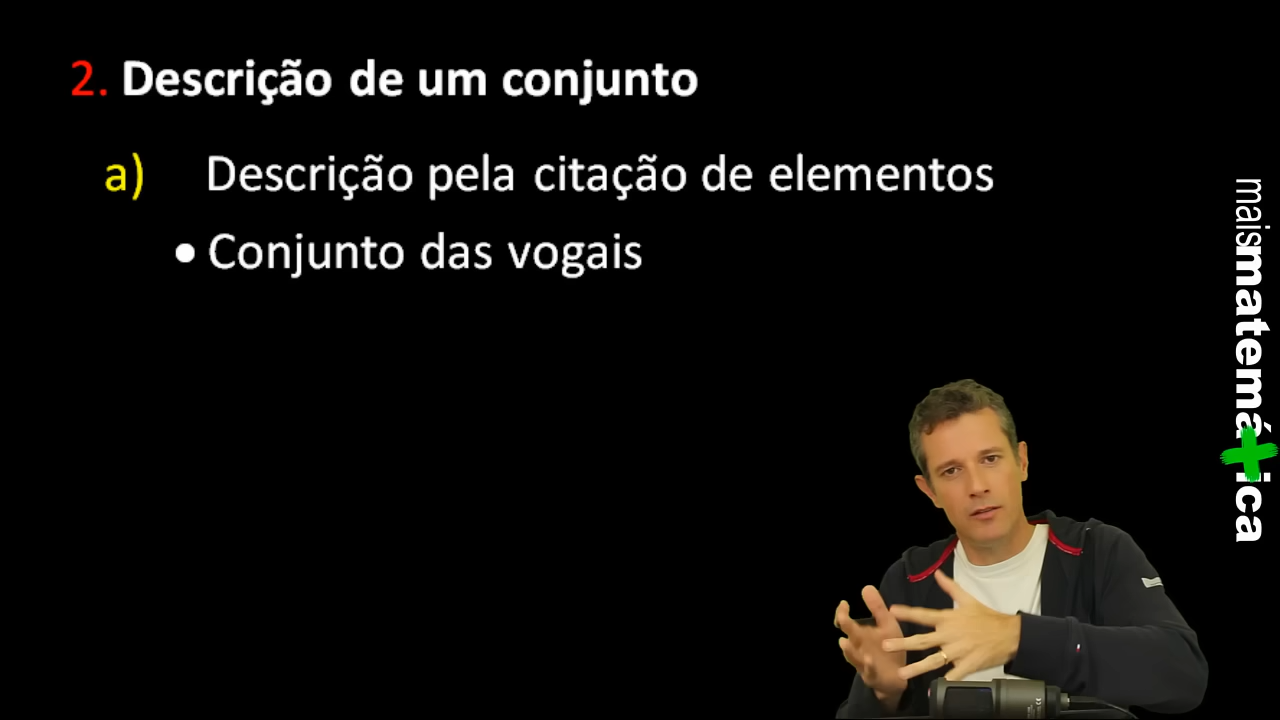 2. Descrição de um conjunto
a) Descrição pela citação de elementos
• Conjunto das vogais
maismatemática